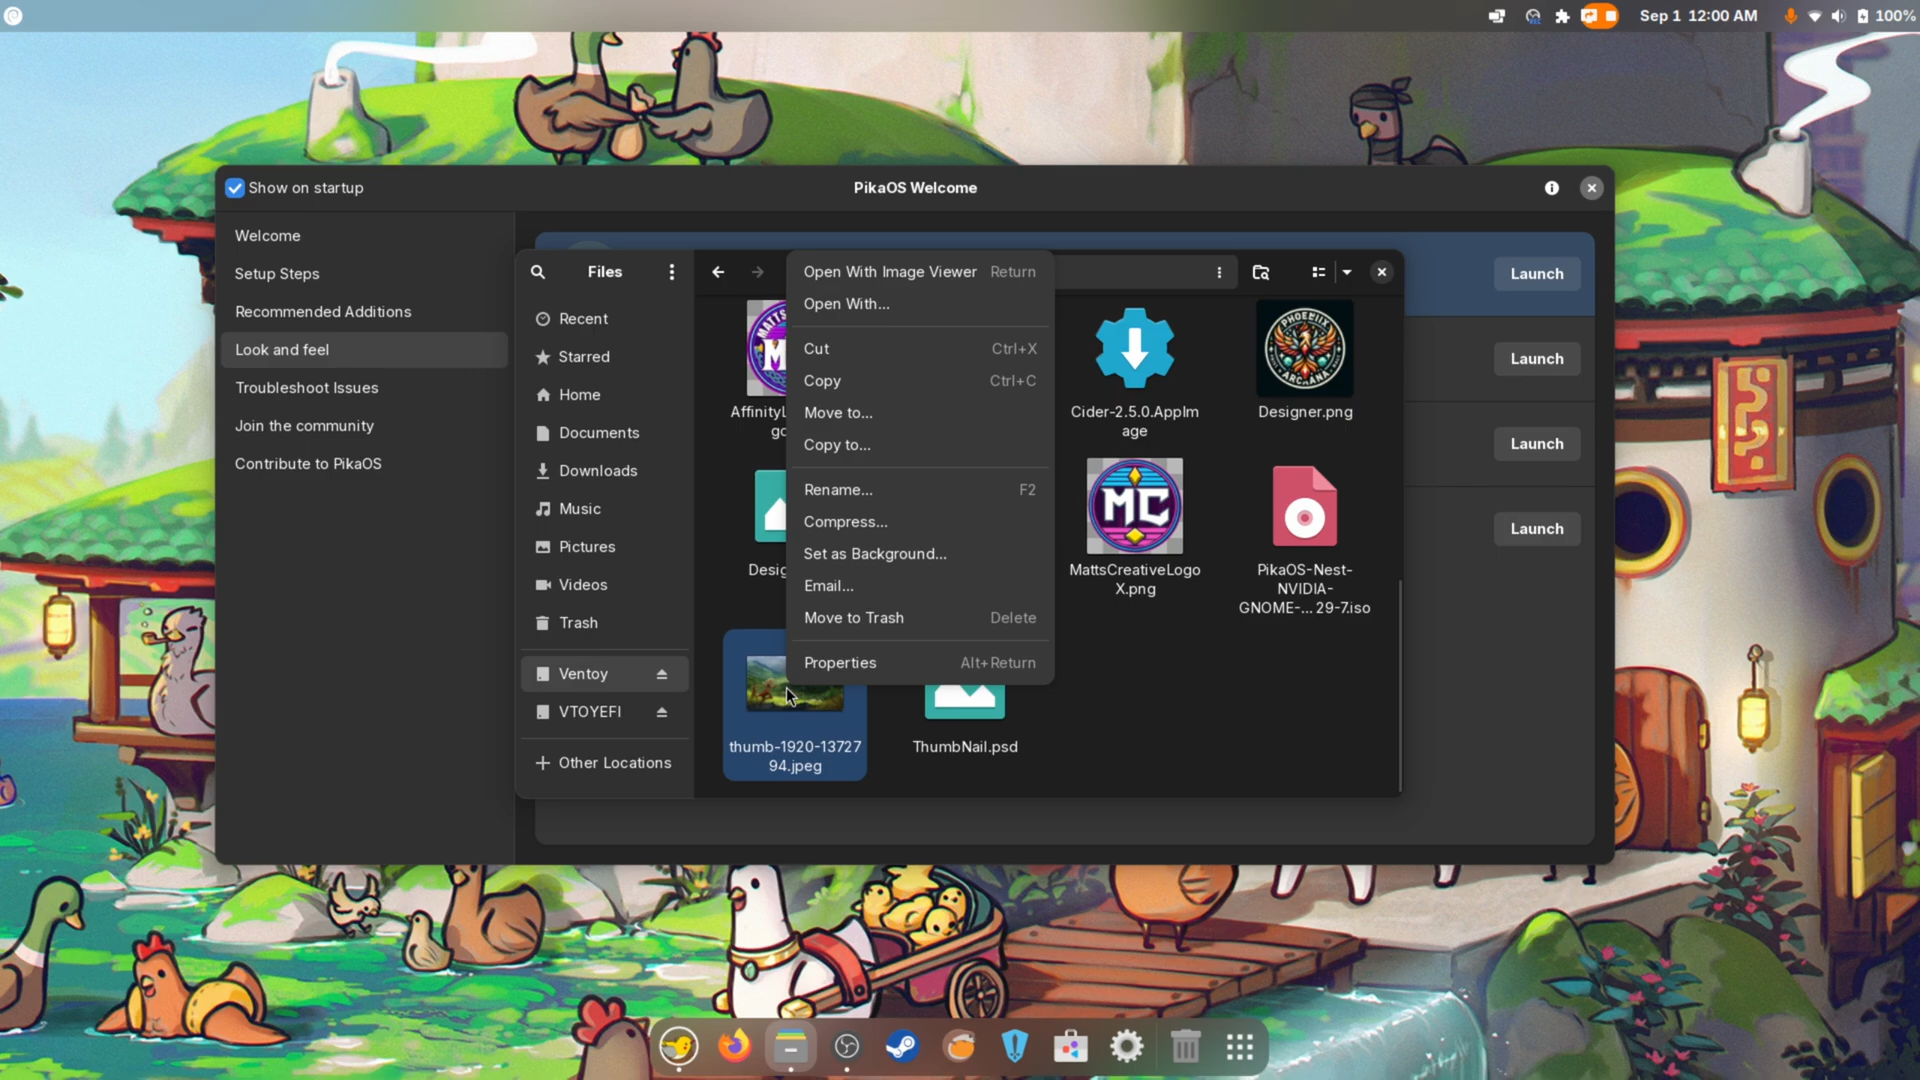 Sep 1 12:00 AM
100%
Show on startup
PikaOS Welcome
Welcome
Setup Steps
Recommended Additions
Look and feel
Troubleshoot Issues
Join the community
Contribute to PikaOS
Launch
Launch
Launch
Launch
Files
Recent
Starred
Home
Documents
Downloads
Music
Pictures
Videos
Trash
Ventoy
VTOYEFI
Other Locations
Open With Image Viewer Return
Open With...
Cut Ctrl+X
Copy Ctrl+C
Move to...
Copy to...
Rename... F2
Compress...
Set as Background...
Email...
Move to Trash Delete
Properties Alt+Return
MATTS
Cider-2.5.0.AppIm
age
PHOENIX
ARCANA
Designer.png
MC
MattsCreativeLogo
X.png
PikaOS-Nest-
NVIDIA-
GNOME-... 29-7.iso
thumb-1920-13727
94.jpeg
ThumbNail.psd